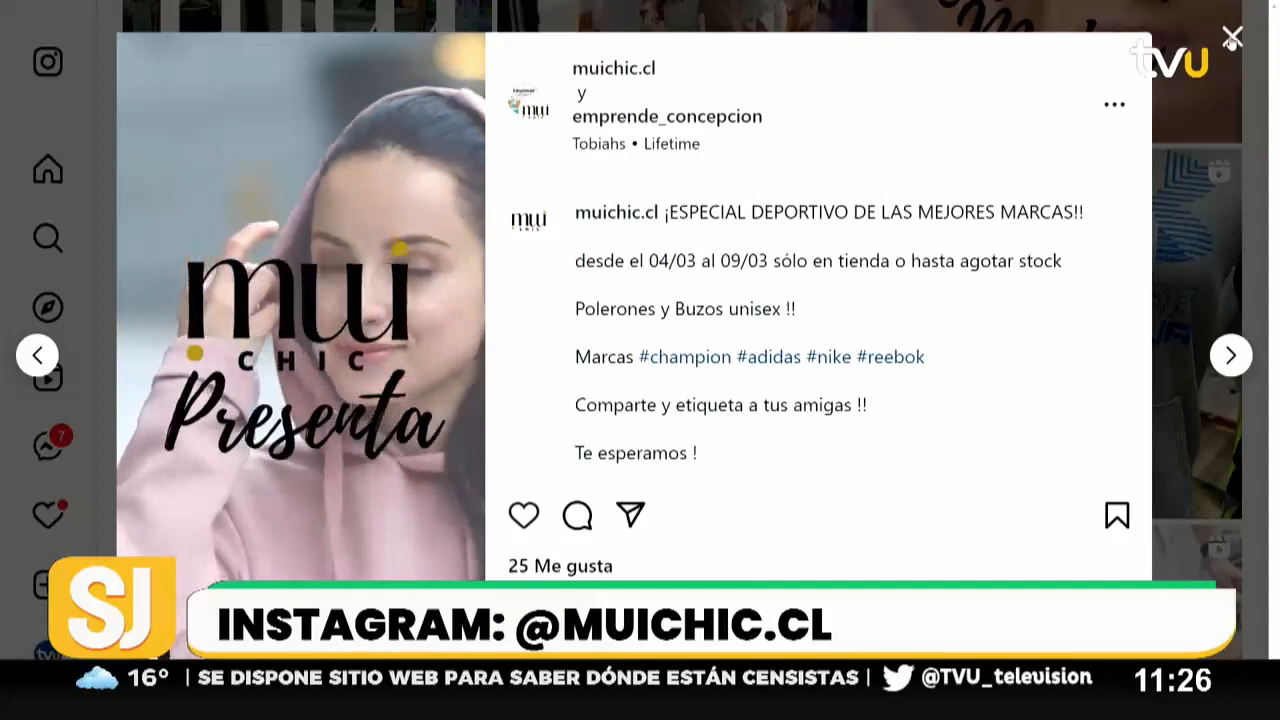 tvu
muichic.cl
y
emprende_concepcion
Tobiahs • Lifetime
mui
CHIC
Presenta
mui
CHIC
muichic.cl ¡ESPECIAL DEPORTIVO DE LAS MEJORES MARCAS!!
desde el 04/03 al 09/03 sólo en tienda o hasta agotar stock
Polerones y Buzos unisex !!
Marcas #champion #adidas #nike #reebok
Comparte y etiqueta a tus amigas !!
Te esperamos !
7
25 Me gusta
SJ
INSTAGRAM: @MUICHIC.CL
16° | SE DISPONE SITIO WEB PARA SABER DÓNDE ESTÁN CENSISTAS | @TVU_television 11:26